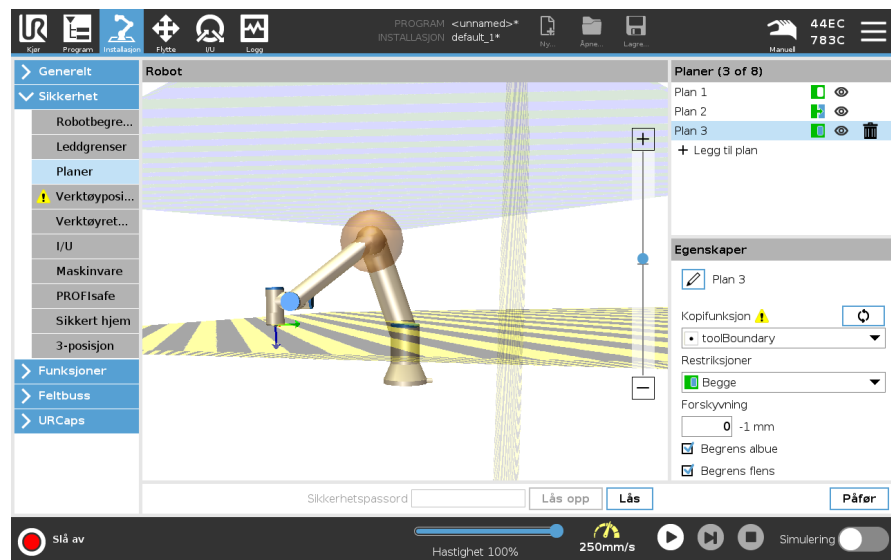 PROGRAM <unnamed>*
INSTALLASJON default_1*
Kjør Program Installasjon Flytte I/U Logg
Ny... Åpne... Lagre...
Manuell
44EC
783C
Generelt
Sikkerhet
Robotbegre...
Leddgrenser
Planer
Verktøyposi...
Verktøyret...
I/U
Maskinvare
PROFIsafe
Sikkert hjem
3-posisjon
Funksjoner
Feltbuss
URCaps
Robot
Planer (3 of 8)
Plan 1
Plan 2
Plan 3
+ Legg til plan
Egenskaper
Plan 3
Kopifunksjon
toolBoundary
Restriksjoner
Begge
Forskyvning
0 -1 mm
Begrens albue
Begrens flens
Sikkerhetspassord Lås opp Lås
Påfør
Slå av
Hastighet 100%
250mm/s
Simulering